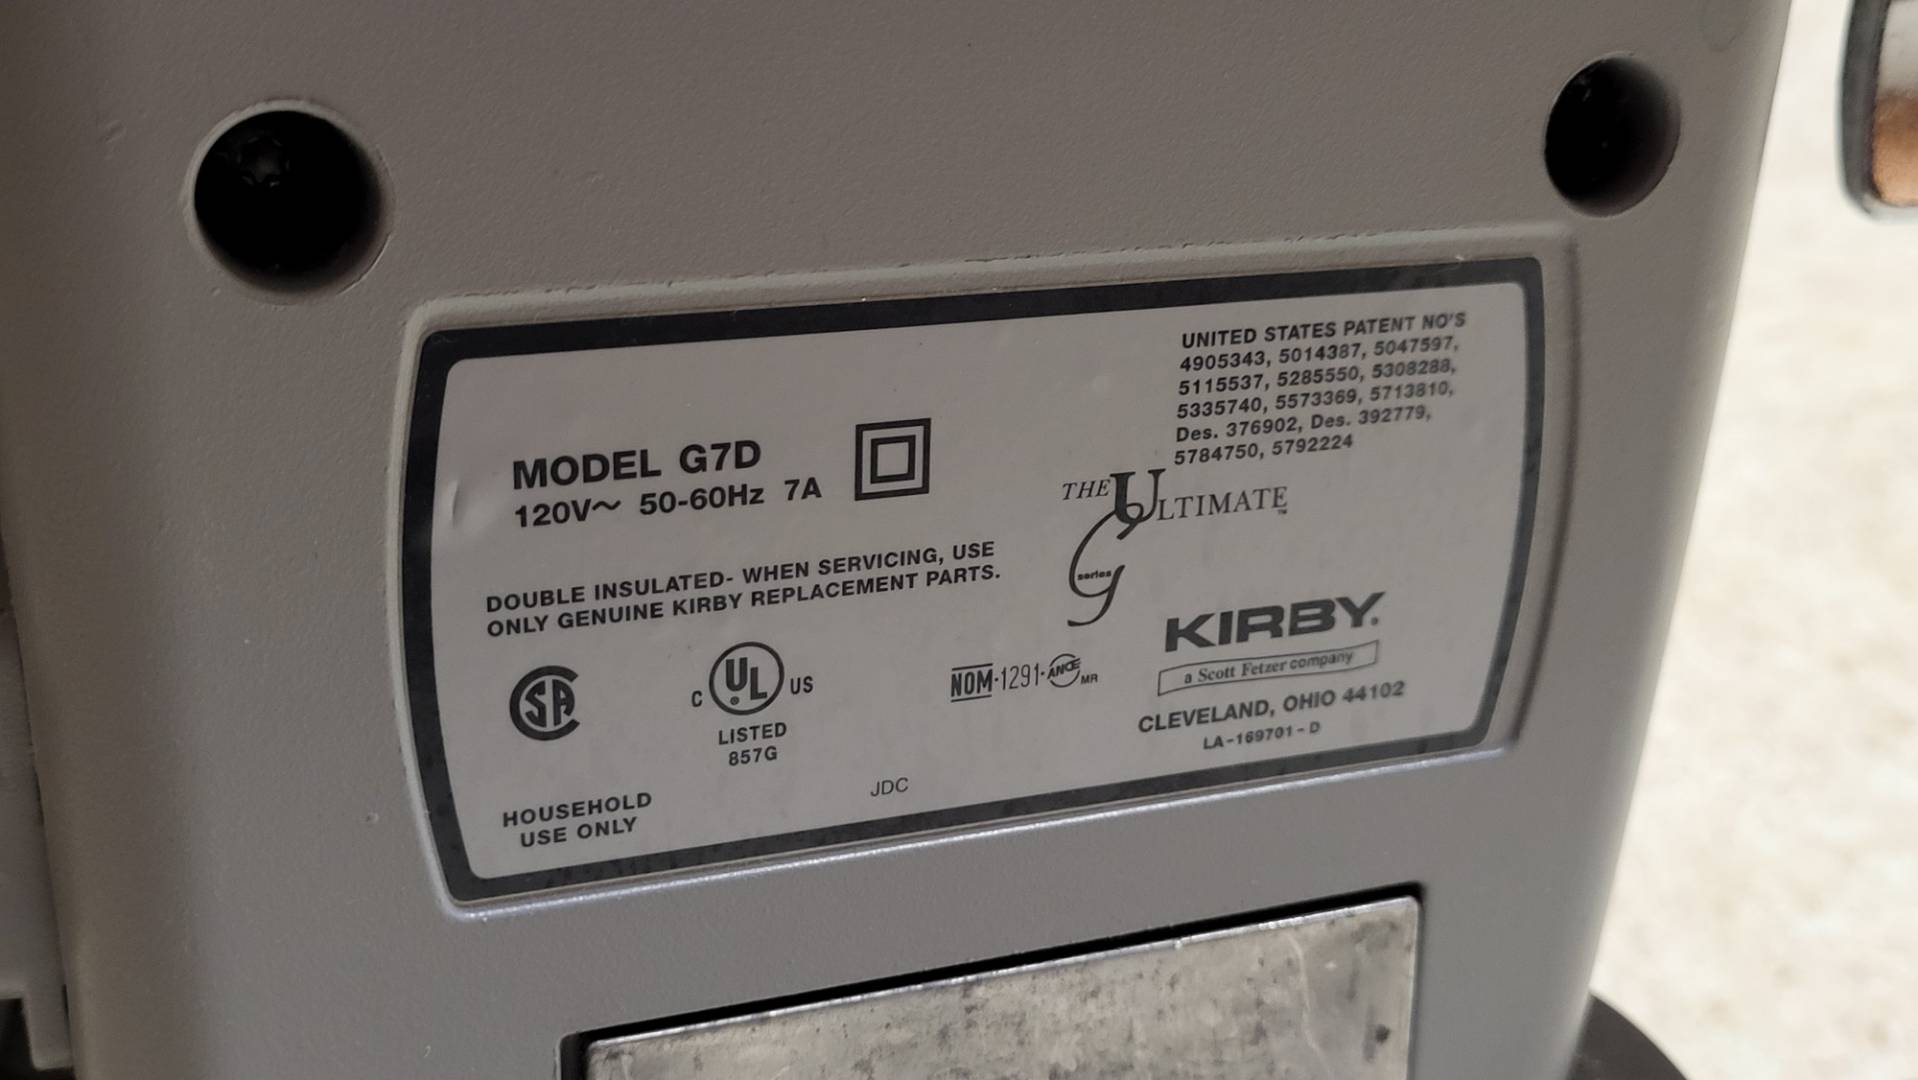 MODEL G7D
120V~ 50-60Hz 7A
DOUBLE INSULATED- WHEN SERVICING, USE
ONLY GENUINE KIRBY REPLACEMENT PARTS.
SA
C UL US
LISTED
857G
HOUSEHOLD
USE ONLY
JDC
NOM-1291-ANCE MR
UNITED STATES PATENT NO'S
4905343, 5014387, 5047597,
5115537, 5285550, 5308288,
5335740, 5573369, 5713810,
Des. 376902, Des. 392779,
5784750, 5792224
THE ULTIMATE™
G series
KIRBY®
a Scott Fetzer company
CLEVELAND, OHIO 44102
LA-169701-D